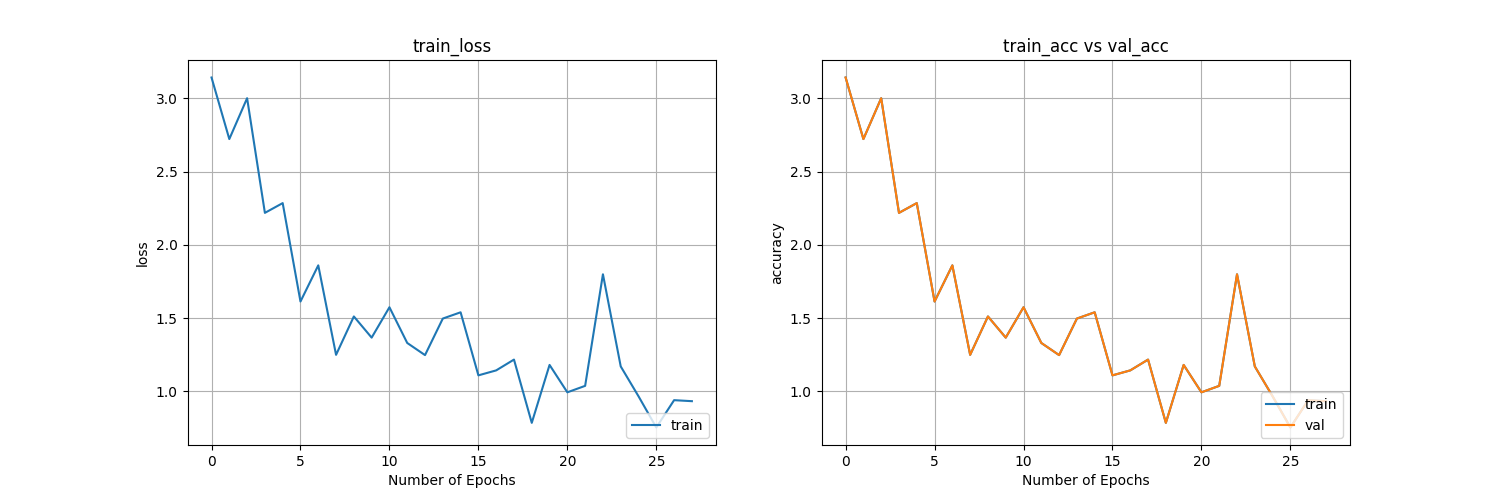 train_loss
3.0
2.5
2.0
1.5
1.0
loss
0 5 10 15 20 25
Number of Epochs
train
train_acc vs val_acc
3.0
2.5
2.0
1.5
1.0
accuracy
0 5 10 15 20 25
Number of Epochs
train
val